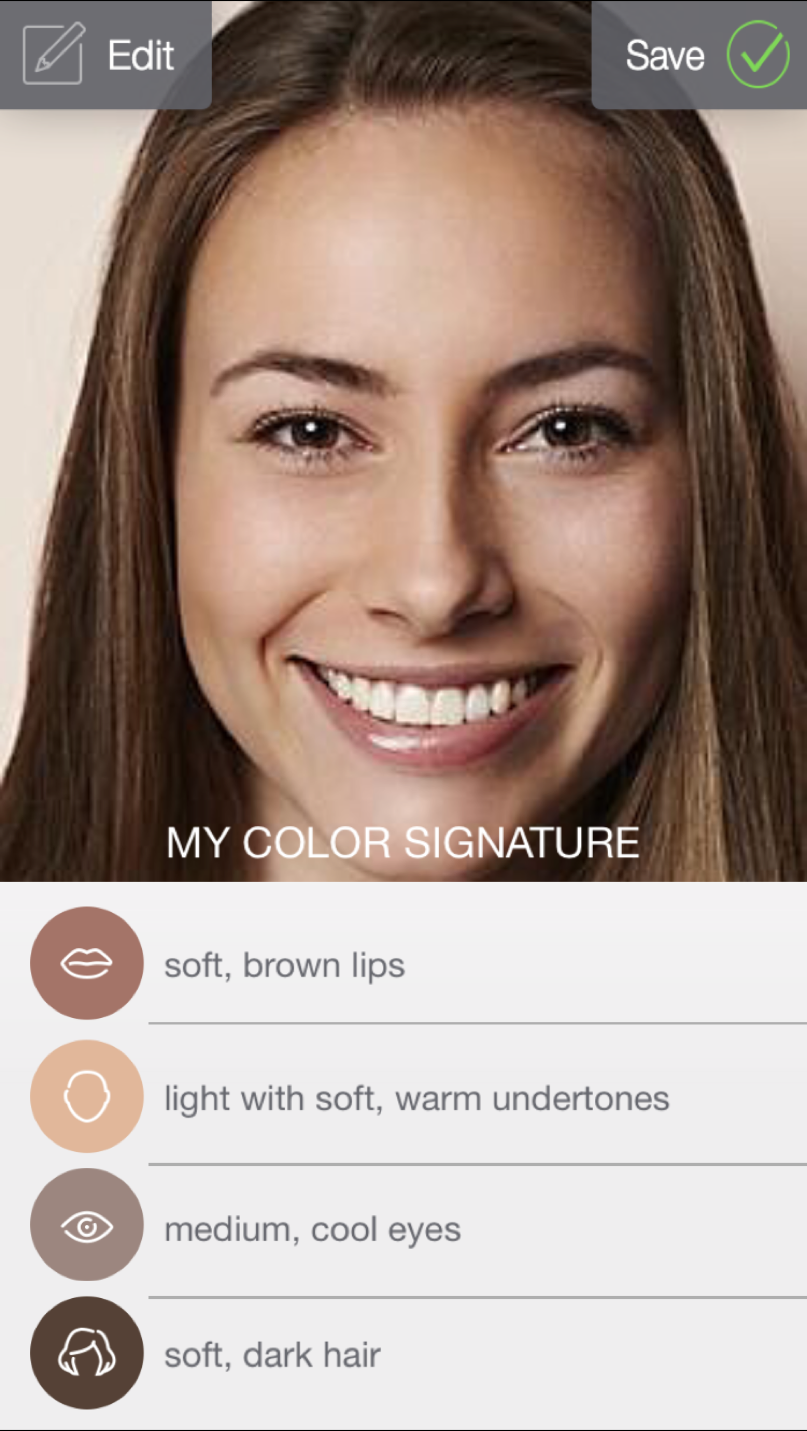 Edit
Save
MY COLOR SIGNATURE
soft, brown lips
light with soft, warm undertones
medium, cool eyes
soft, dark hair